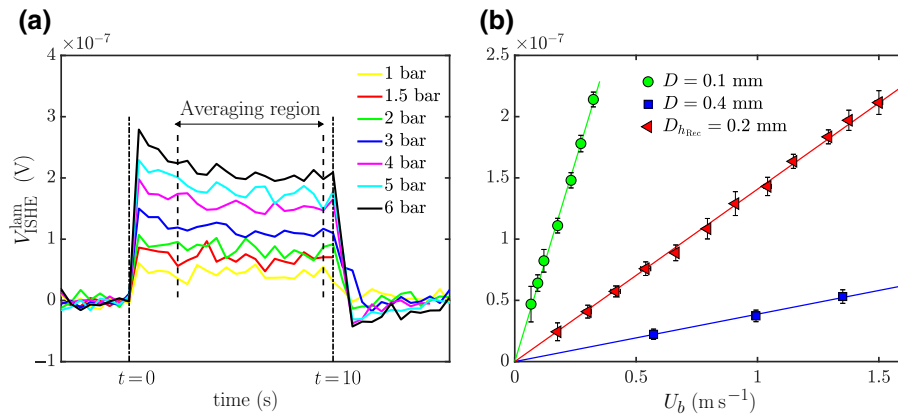 (a)
×10⁻⁷
4
3
2
1
0
−1
V_ISHE^lam (V)
Averaging region
1 bar
1.5 bar
2 bar
3 bar
4 bar
5 bar
6 bar
t = 0
t = 10
time (s)
(b)
×10⁻⁷
2.5
2
1.5
1
0.5
0
D = 0.1 mm
D = 0.4 mm
D_h_Rec = 0.2 mm
0
0.5
1
1.5
U_b (m s⁻¹)